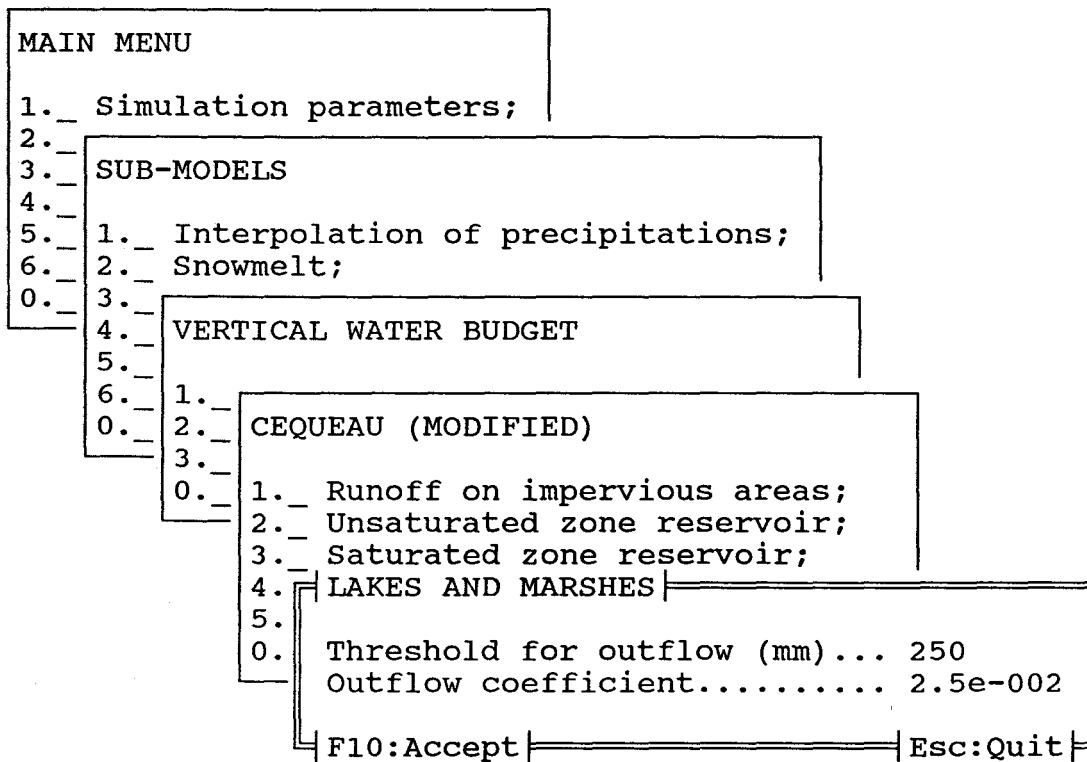 MAIN MENU
1._ Simulation parameters;
2._
3._ SUB-MODELS
4._
5._ 1._ Interpolation of precipitations;
6._ 2._ Snowmelt;
0._ 3._
4._ VERTICAL WATER BUDGET
5._
6._ 1._
0._ 2._ CEQUEAU (MODIFIED)
3._
0._ 1._ Runoff on impervious areas;
2._ Unsaturated zone reservoir;
3._ Saturated zone reservoir;
4. LAKES AND MARSHES
5.
0. Threshold for outflow (mm)... 250
Outflow coefficient.......... 2.5e-002
F10:Accept Esc:Quit